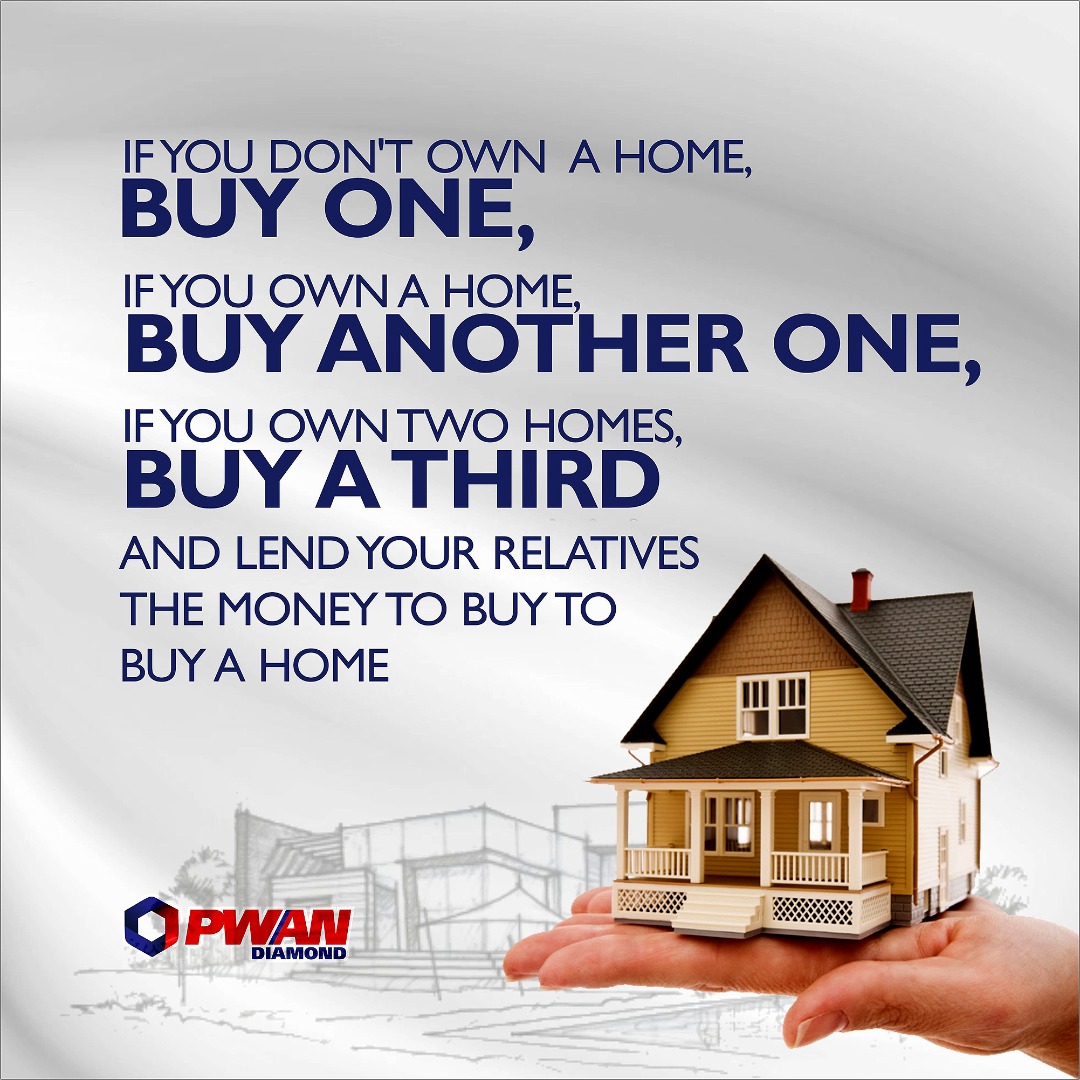 IF YOU DON'T OWN A HOME,
BUY ONE,
IF YOU OWN A HOME,
BUY ANOTHER ONE,
IF YOU OWN TWO HOMES,
BUY A THIRD
AND LEND YOUR RELATIVES
THE MONEY TO BUY TO
BUY A HOME
PWAN
DIAMOND